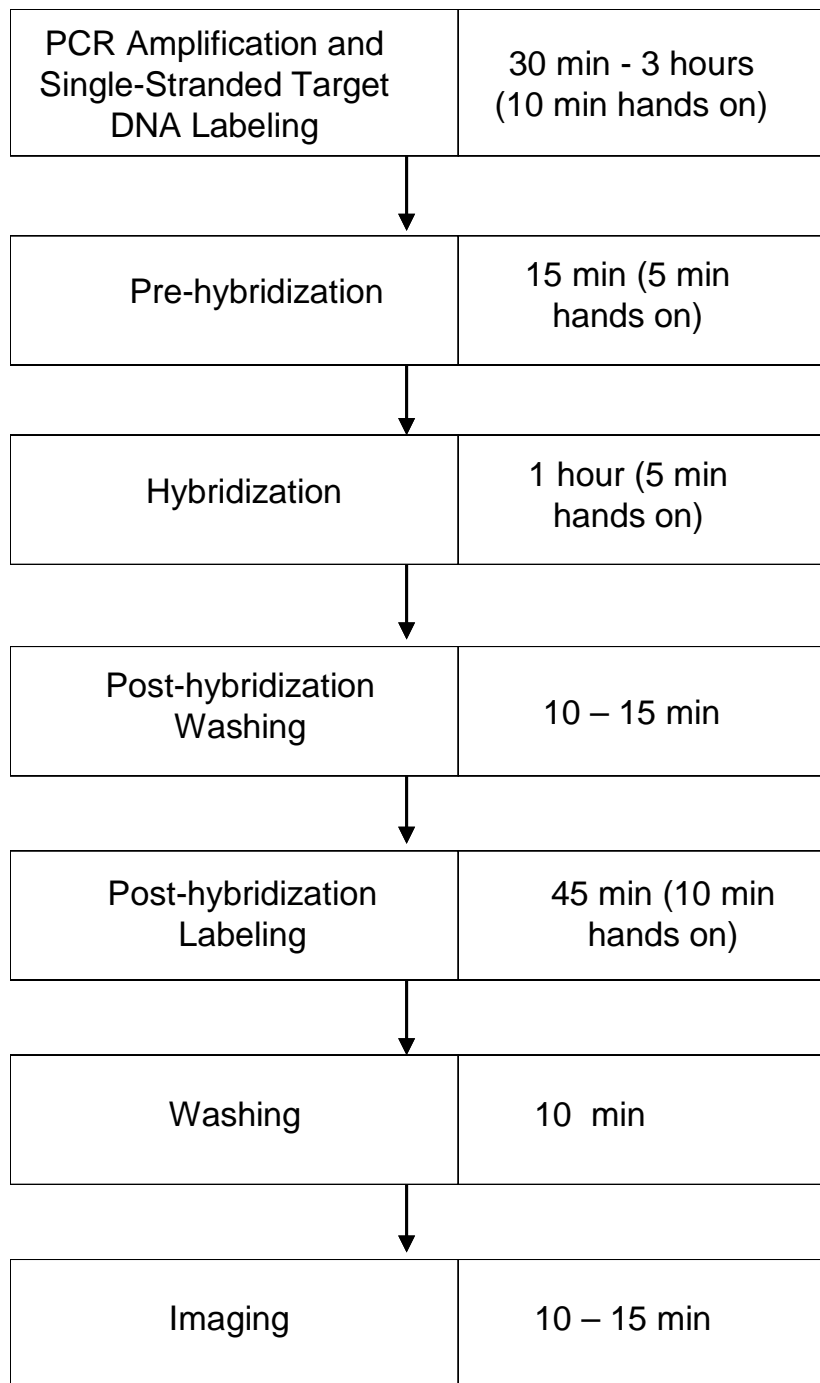 PCR Amplification and
Single-Stranded Target
DNA Labeling
30 min - 3 hours
(10 min hands on)
Pre-hybridization
15 min (5 min
hands on)
Hybridization
1 hour (5 min
hands on)
Post-hybridization
Washing
10 – 15 min
Post-hybridization
Labeling
45 min (10 min
hands on)
Washing
10 min
Imaging
10 – 15 min